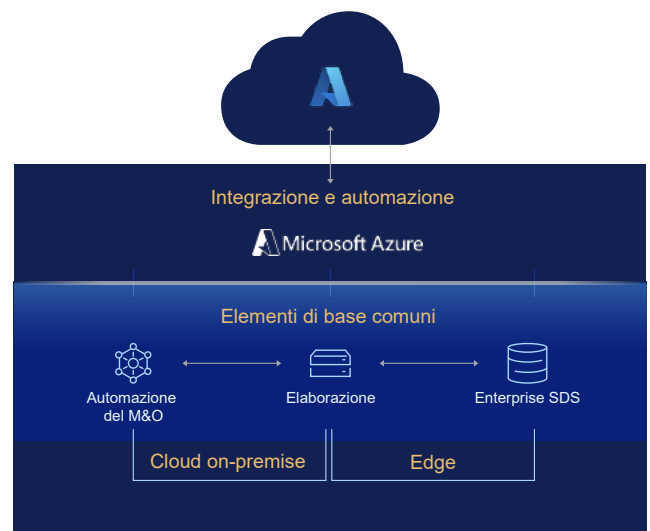 Integrazione e automazione
Microsoft Azure
Elementi di base comuni
Automazione
del M&O
Elaborazione
Enterprise SDS
Cloud on-premise
Edge